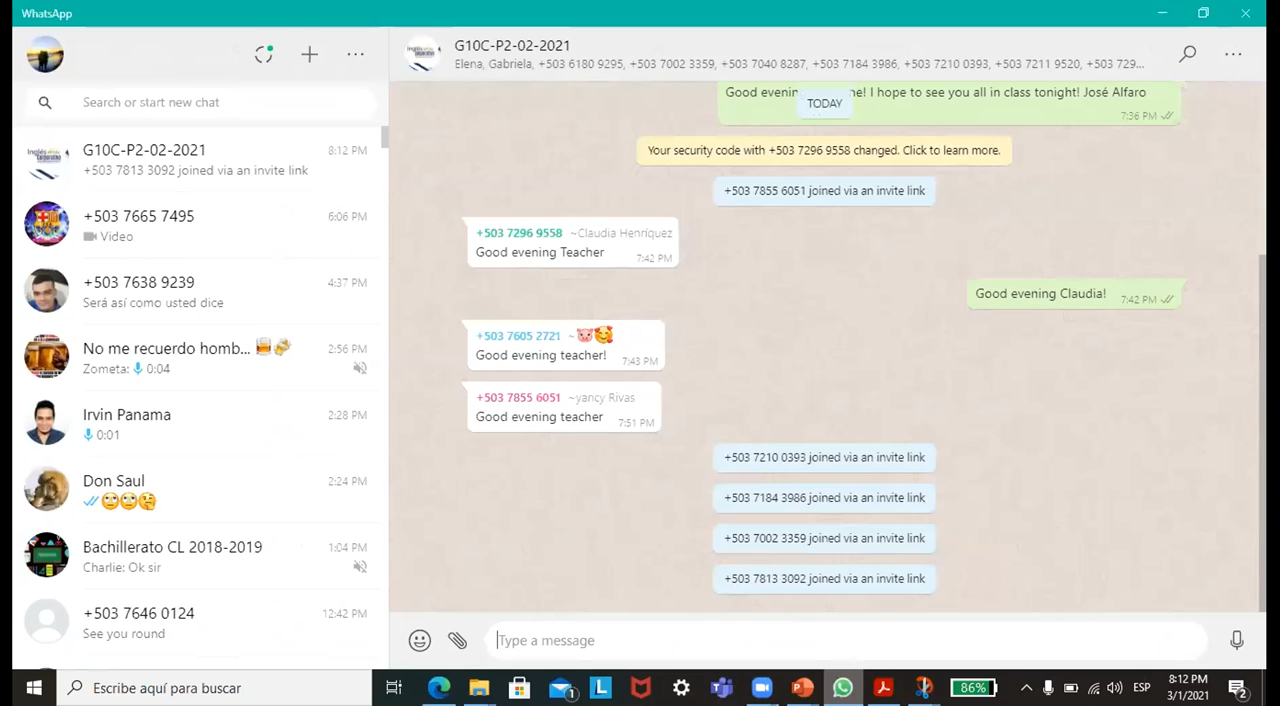 WhatsApp
Search or start new chat
G10C-P2-02-2021 8:12 PM
+503 7813 3092 joined via an invite link
+503 7665 7495 6:06 PM
Video
+503 7638 9239 4:37 PM
Será así como usted dice
No me recuerdo homb... 2:56 PM
Zometa: 0:04
Irvin Panama 2:28 PM
0:01
Don Saul 2:24 PM
Bachillerato CL 2018-2019 1:04 PM
Charlie: Ok sir
+503 7646 0124 12:42 PM
See you round
G10C-P2-02-2021
Elena, Gabriela, +503 6180 9295, +503 7002 3359, +503 7040 8287, +503 7184 3986, +503 7210 0393, +503 7211 9520, +503 729...
Good evening ne! I hope to see you all in class tonight! José Alfaro
TODAY
7:36 PM
Your security code with +503 7296 9558 changed. Click to learn more.
+503 7855 6051 joined via an invite link
+503 7296 9558 ~Claudia Henríquez
Good evening Teacher 7:42 PM
Good evening Claudia! 7:42 PM
+503 7605 2721 ~🐷🥰
Good evening teacher! 7:43 PM
+503 7855 6051 ~yancy Rivas
Good evening teacher 7:51 PM
+503 7210 0393 joined via an invite link
+503 7184 3986 joined via an invite link
+503 7002 3359 joined via an invite link
+503 7813 3092 joined via an invite link
Type a message
Escribe aquí para buscar
1
L
86%
ESP
8:12 PM
3/1/2021
2